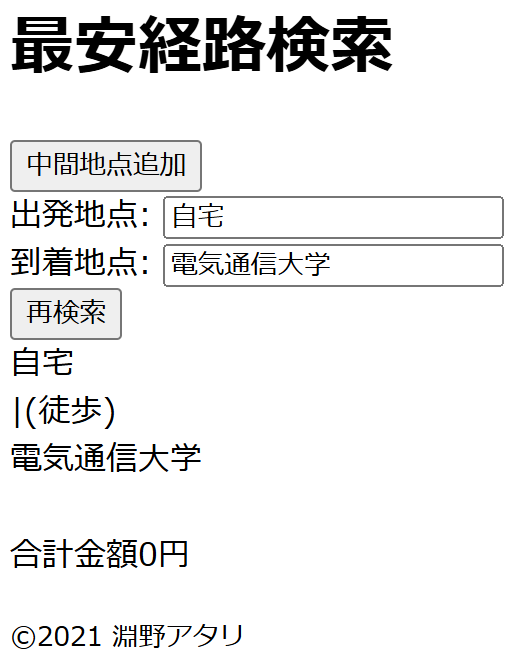 最安経路検索
中間地点追加
出発地点: 自宅
到着地点: 電気通信大学
再検索
自宅
|(徒歩)
電気通信大学
合計金額0円
©2021 淵野アタリ